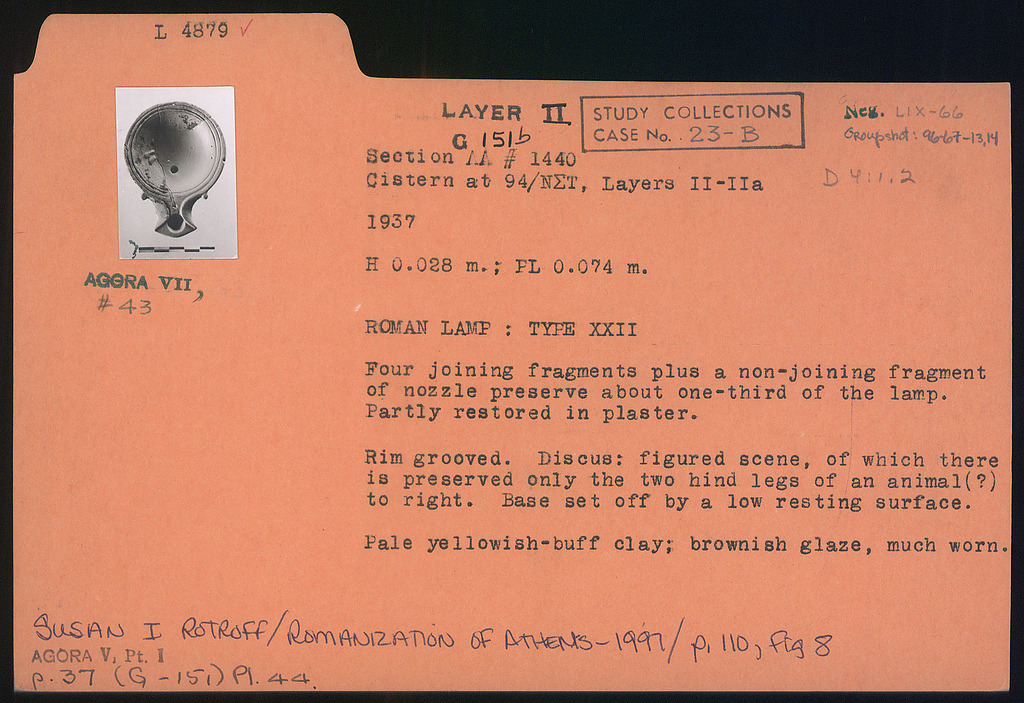 L 4879 ✓
LAYER II
G 151b
STUDY COLLECTIONS
CASE No. 23-B
Neg. LIX-66
Groupshot: 96-67-13,14
Section ΛΛ # 1440
Cistern at 94/ΝΣΤ, Layers II-IIa
D 4:1.2
1937
H 0.028 m.; PL 0.074 m.
AGORA VII,
# 43
ROMAN LAMP : TYPE XXII
Four joining fragments plus a non-joining fragment
of nozzle preserve about one-third of the lamp.
Partly restored in plaster.
Rim grooved. Discus: figured scene, of which there
is preserved only the two hind legs of an animal(?)
to right. Base set off by a low resting surface.
Pale yellowish-buff clay; brownish glaze, much worn.
SUSAN I ROTROFF/ROMANIZATION OF ATHENS-1997/ p. 110, Fig 8
AGORA V, Pt. I
p. 37 (G-151) Pl. 44.